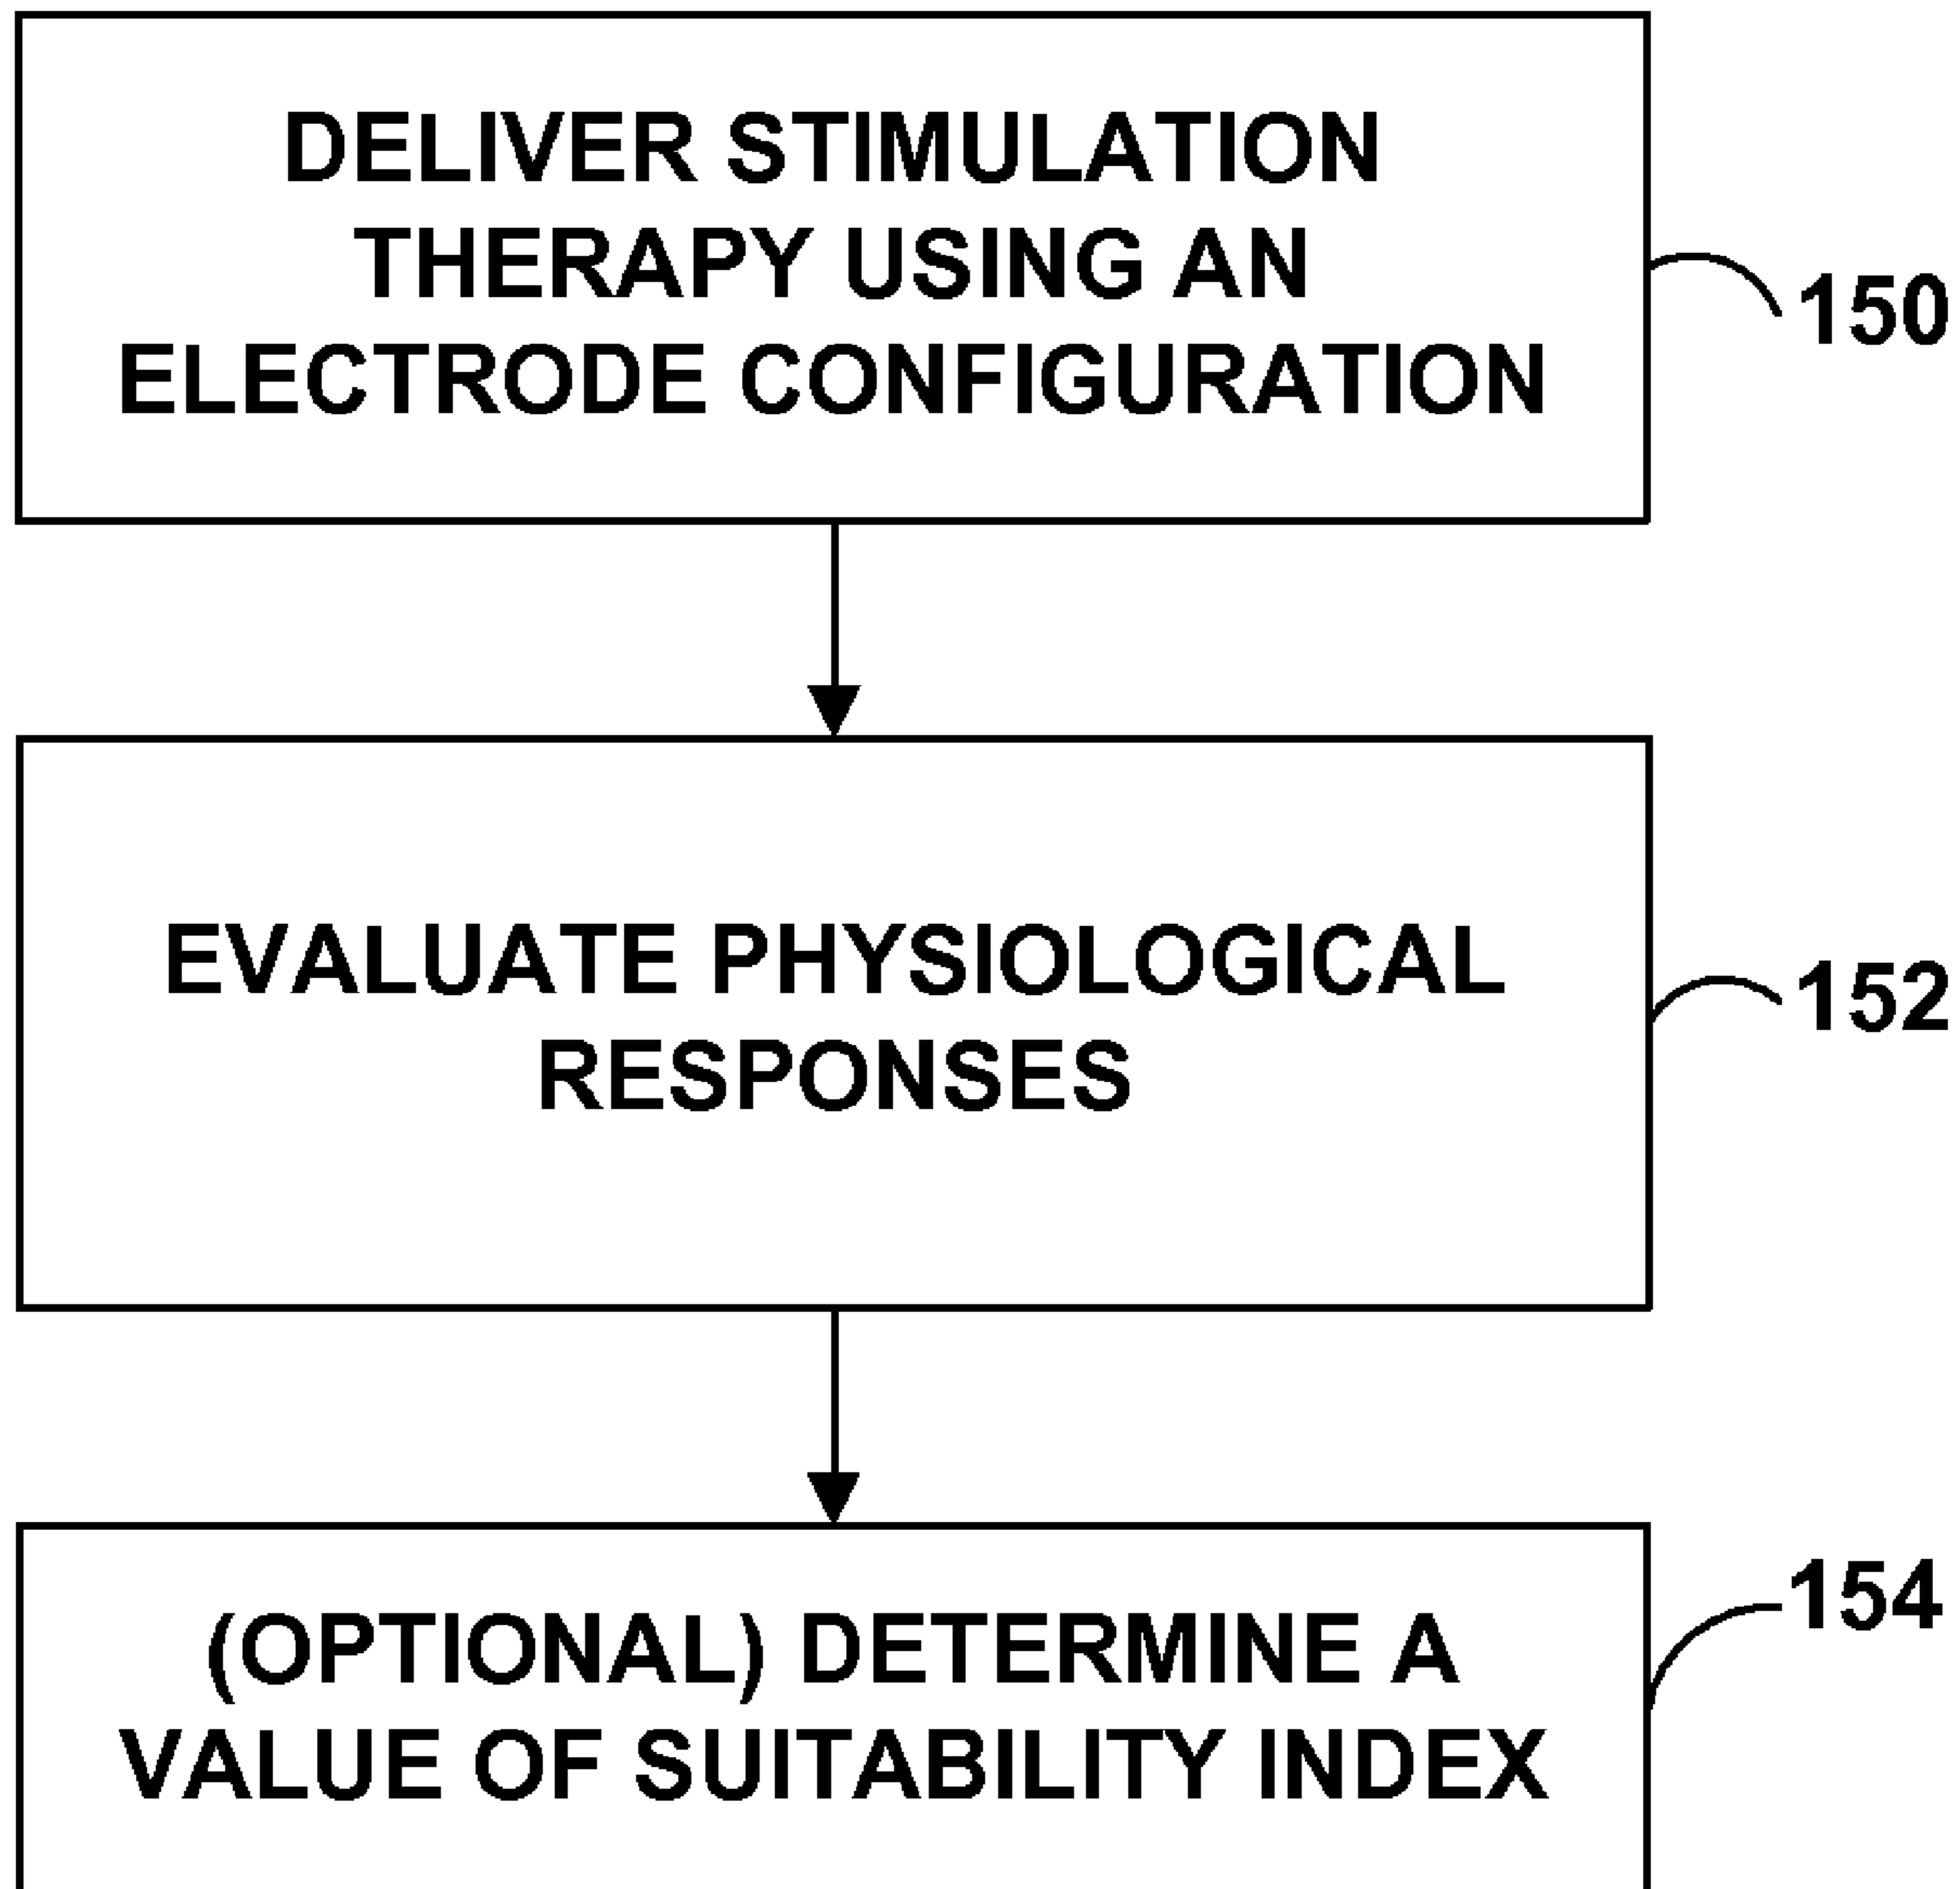 DELIVER STIMULATION
THERAPY USING AN
ELECTRODE CONFIGURATION
150
EVALUATE PHYSIOLOGICAL
RESPONSES
152
(OPTIONAL) DETERMINE A
VALUE OF SUITABILITY INDEX
154